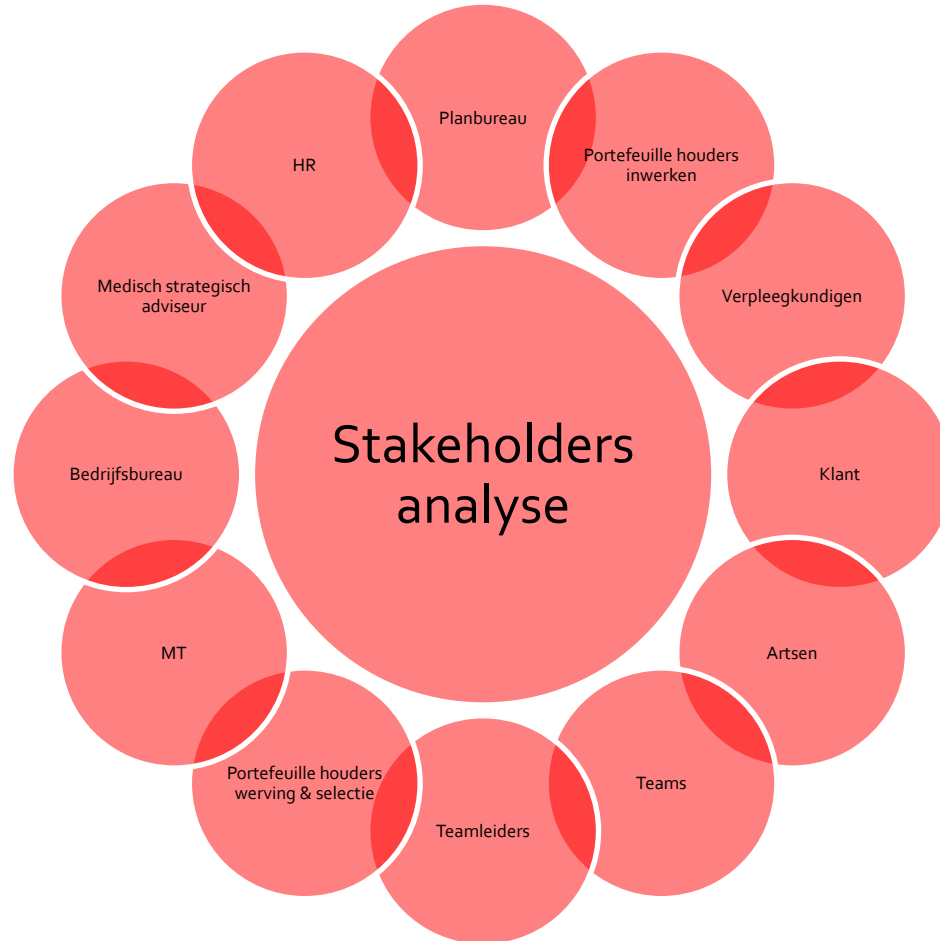 Planbureau
Portefeuille houders
inwerken
Verpleegkundigen
Klant
Artsen
Teams
Teamleiders
Portefeuille houders
werving & selectie
MT
Bedrijfsbureau
Medisch strategisch
adviseur
HR
Stakeholders
analyse